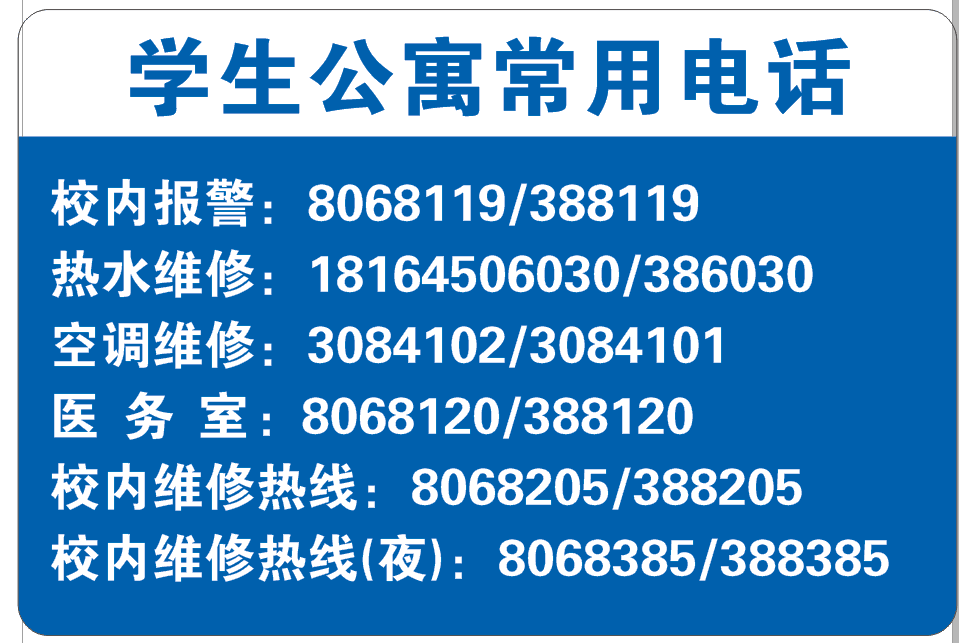 学生公寓常用电话
校内报警：8068119/388119
热水维修：18164506030/386030
空调维修：3084102/3084101
医 务 室：8068120/388120
校内维修热线：8068205/388205
校内维修热线(夜)：8068385/388385